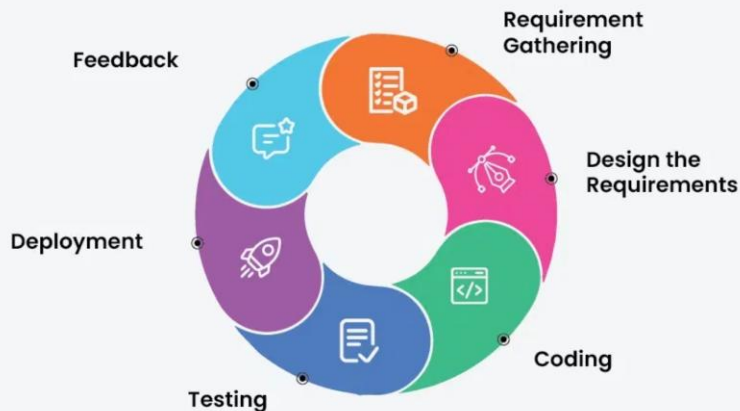 Requirement
Gathering
Design the
Requirements
</>
Coding
Testing
Deployment
Feedback